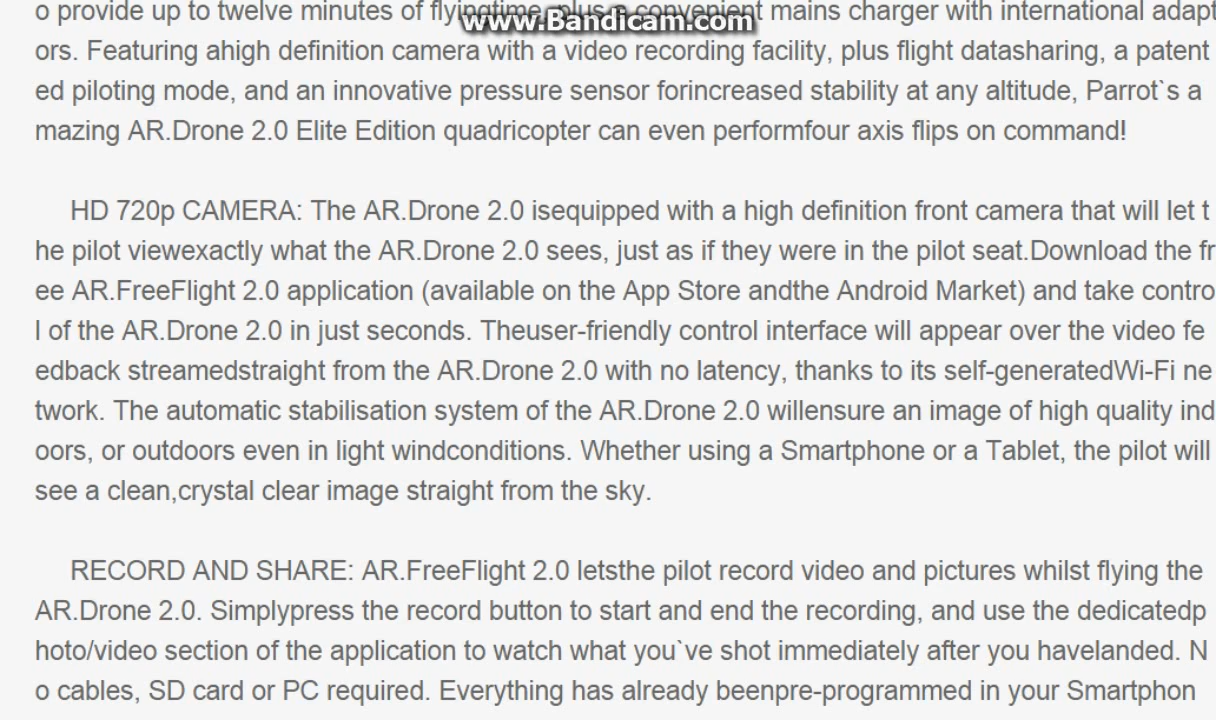 www.Bandicam.com
o provide up to twelve minutes of flyingtime, plus a convenient mains charger with international adapt
ors. Featuring ahigh definition camera with a video recording facility, plus flight datasharing, a patent
ed piloting mode, and an innovative pressure sensor forincreased stability at any altitude, Parrot`s a
mazing AR.Drone 2.0 Elite Edition quadricopter can even performfour axis flips on command!
HD 720p CAMERA: The AR.Drone 2.0 isequipped with a high definition front camera that will let t
he pilot viewexactly what the AR.Drone 2.0 sees, just as if they were in the pilot seat.Download the fr
ee AR.FreeFlight 2.0 application (available on the App Store andthe Android Market) and take contro
l of the AR.Drone 2.0 in just seconds. Theuser-friendly control interface will appear over the video fe
edback streamedstraight from the AR.Drone 2.0 with no latency, thanks to its self-generatedWi-Fi ne
twork. The automatic stabilisation system of the AR.Drone 2.0 willensure an image of high quality ind
oors, or outdoors even in light windconditions. Whether using a Smartphone or a Tablet, the pilot will
see a clean,crystal clear image straight from the sky.
RECORD AND SHARE: AR.FreeFlight 2.0 letsthe pilot record video and pictures whilst flying the
AR.Drone 2.0. Simplypress the record button to start and end the recording, and use the dedicatedp
hoto/video section of the application to watch what you`ve shot immediately after you havelanded. N
o cables, SD card or PC required. Everything has already beenpre-programmed in your Smartphon